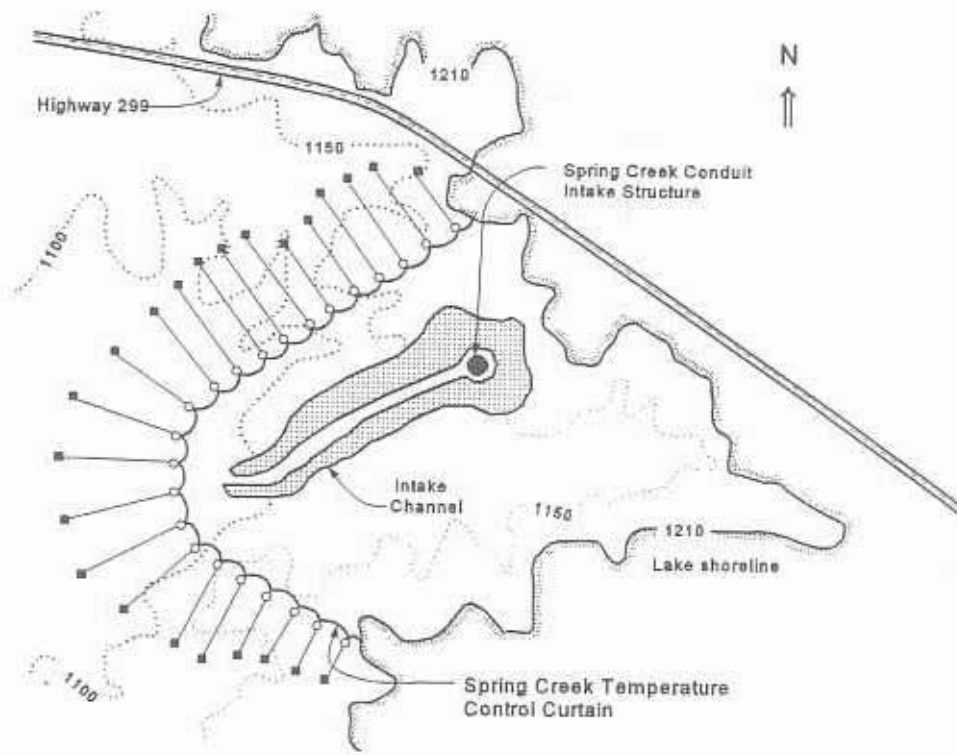 1210
N
Highway 299
1150
Spring Creek Conduit
Intake Structure
1100
Intake
Channel
1150
1210
Lake shoreline
1100
Spring Creek Temperature
Control Curtain